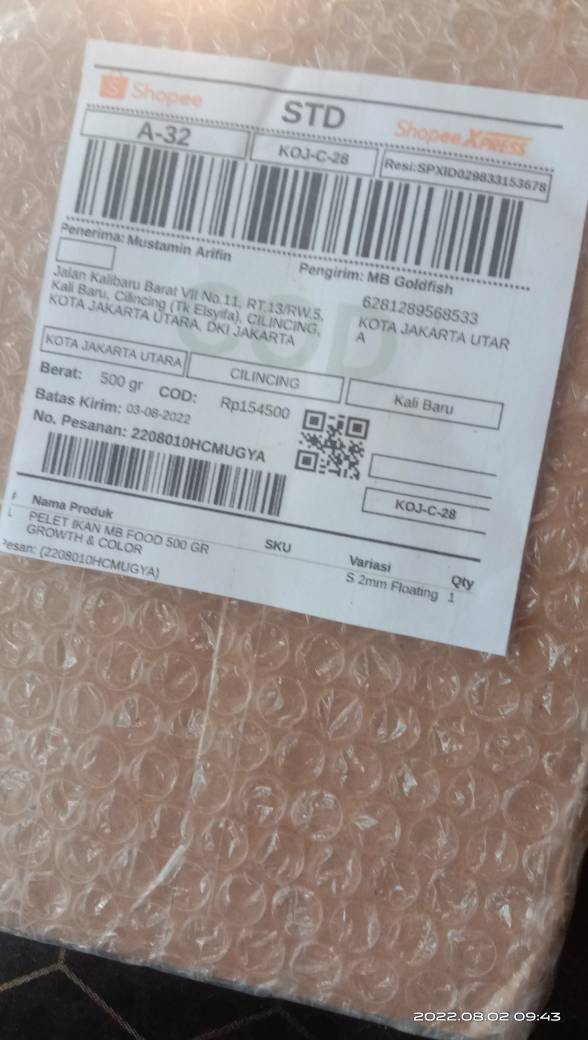 Shopee
STD
Shopee XPRESS
A-32
KOJ-C-28
Resi:SPXID029833153678
Penerima: Mustamin Arifin
Pengirim: MB Goldfish
Jalan Kalibaru Barat VII No.11, RT.13/RW.5,
Kali Baru, Cilincing (Tk Elsyifa), CILINCING,
KOTA JAKARTA UTARA, DKI JAKARTA
6281289568533
KOTA JAKARTA UTAR
A
COD
KOTA JAKARTA UTARA
CILINCING
Kali Baru
Berat: 500 gr
COD: Rp154500
Batas Kirim: 03-08-2022
No. Pesanan: 2208010HCMUGYA
KOJ-C-28
# Nama Produk
SKU
Variasi
Qty
PELET IKAN MB FOOD 500 GR
GROWTH & COLOR
S 2mm Floating
1
Pesan: (2208010HCMUGYA)
2022.08.02 09:43